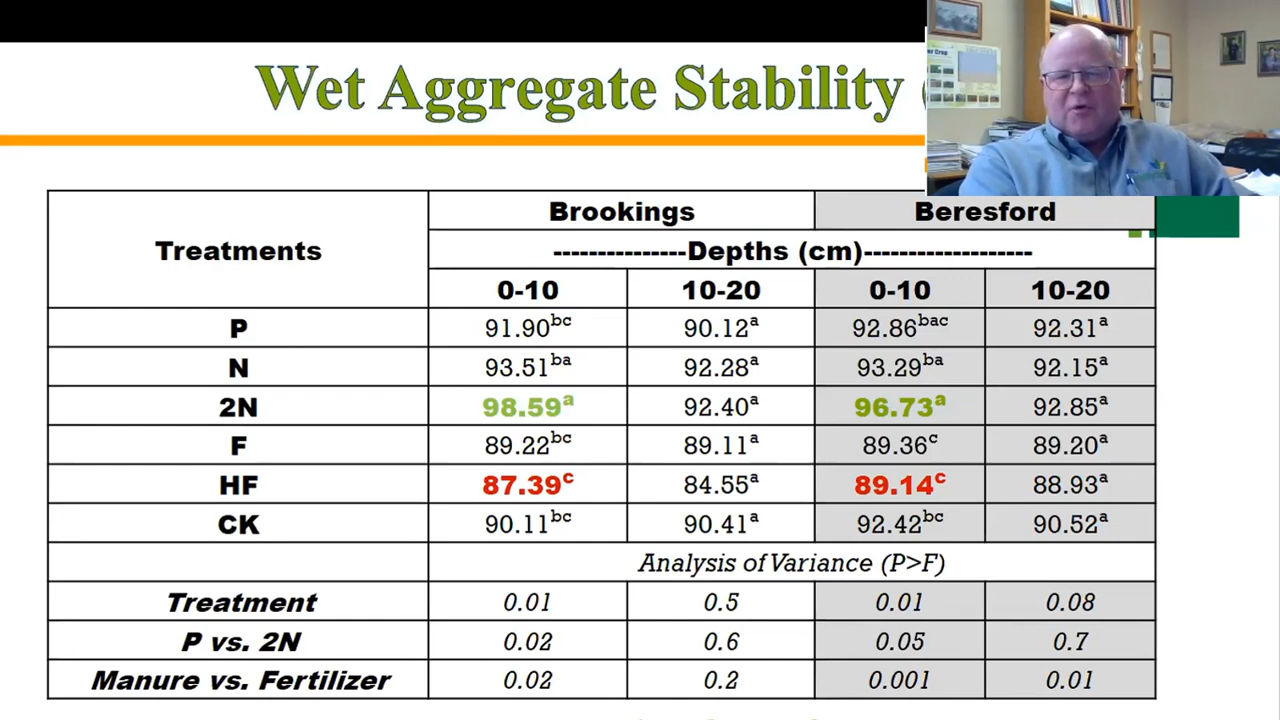 Wet Aggregate Stability (
Brookings Beresford
Treatments ---------------Depths (cm)-------------------
0-10 10-20 0-10 10-20
P 91.90bc 90.12a 92.86bac 92.31a
N 93.51ba 92.28a 93.29ba 92.15a
2N 98.59a 92.40a 96.73a 92.85a
F 89.22bc 89.11a 89.36c 89.20a
HF 87.39c 84.55a 89.14c 88.93a
CK 90.11bc 90.41a 92.42bc 90.52a
Analysis of Variance (P>F)
Treatment 0.01 0.5 0.01 0.08
P vs. 2N 0.02 0.6 0.05 0.7
Manure vs. Fertilizer 0.02 0.2 0.001 0.01